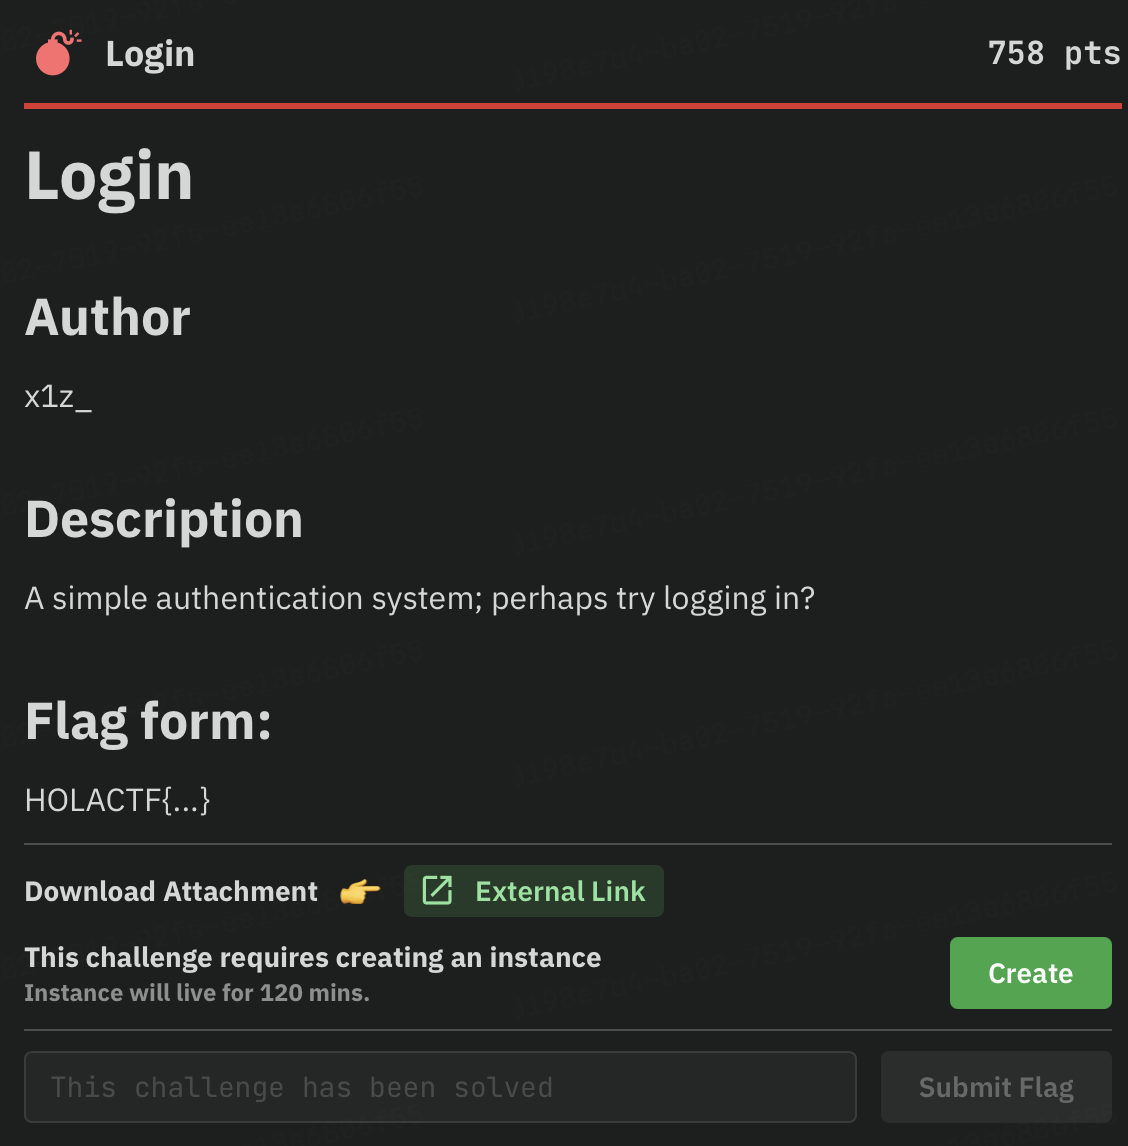 Login
758 pts
Login
Author
x1z_
Description
A simple authentication system; perhaps try logging in?
Flag form:
HOLACTF{...}
Download Attachment 👉 External Link
This challenge requires creating an instance
Instance will live for 120 mins.
Create
This challenge has been solved
Submit Flag